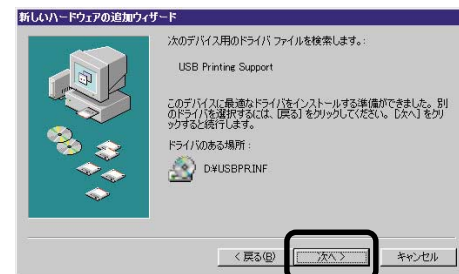 新しいハードウェアの追加ウィザード
次のデバイス用のドライバ ファイルを検索します。:
USB Printing Support
このデバイスに最適なドライバをインストールする準備ができました。別
のドライバを選択するには、[戻る] をクリックしてください。[次へ] をクリ
ックすると続行します。
ドライバのある場所:
D¥USBPRINF
< 戻る(B)
次へ >
キャンセル